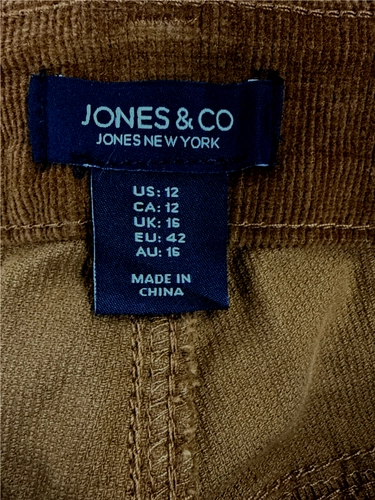 JONES & CO
JONES NEW YORK
US: 12
CA: 12
UK: 16
EU: 42
AU: 16
MADE IN
CHINA